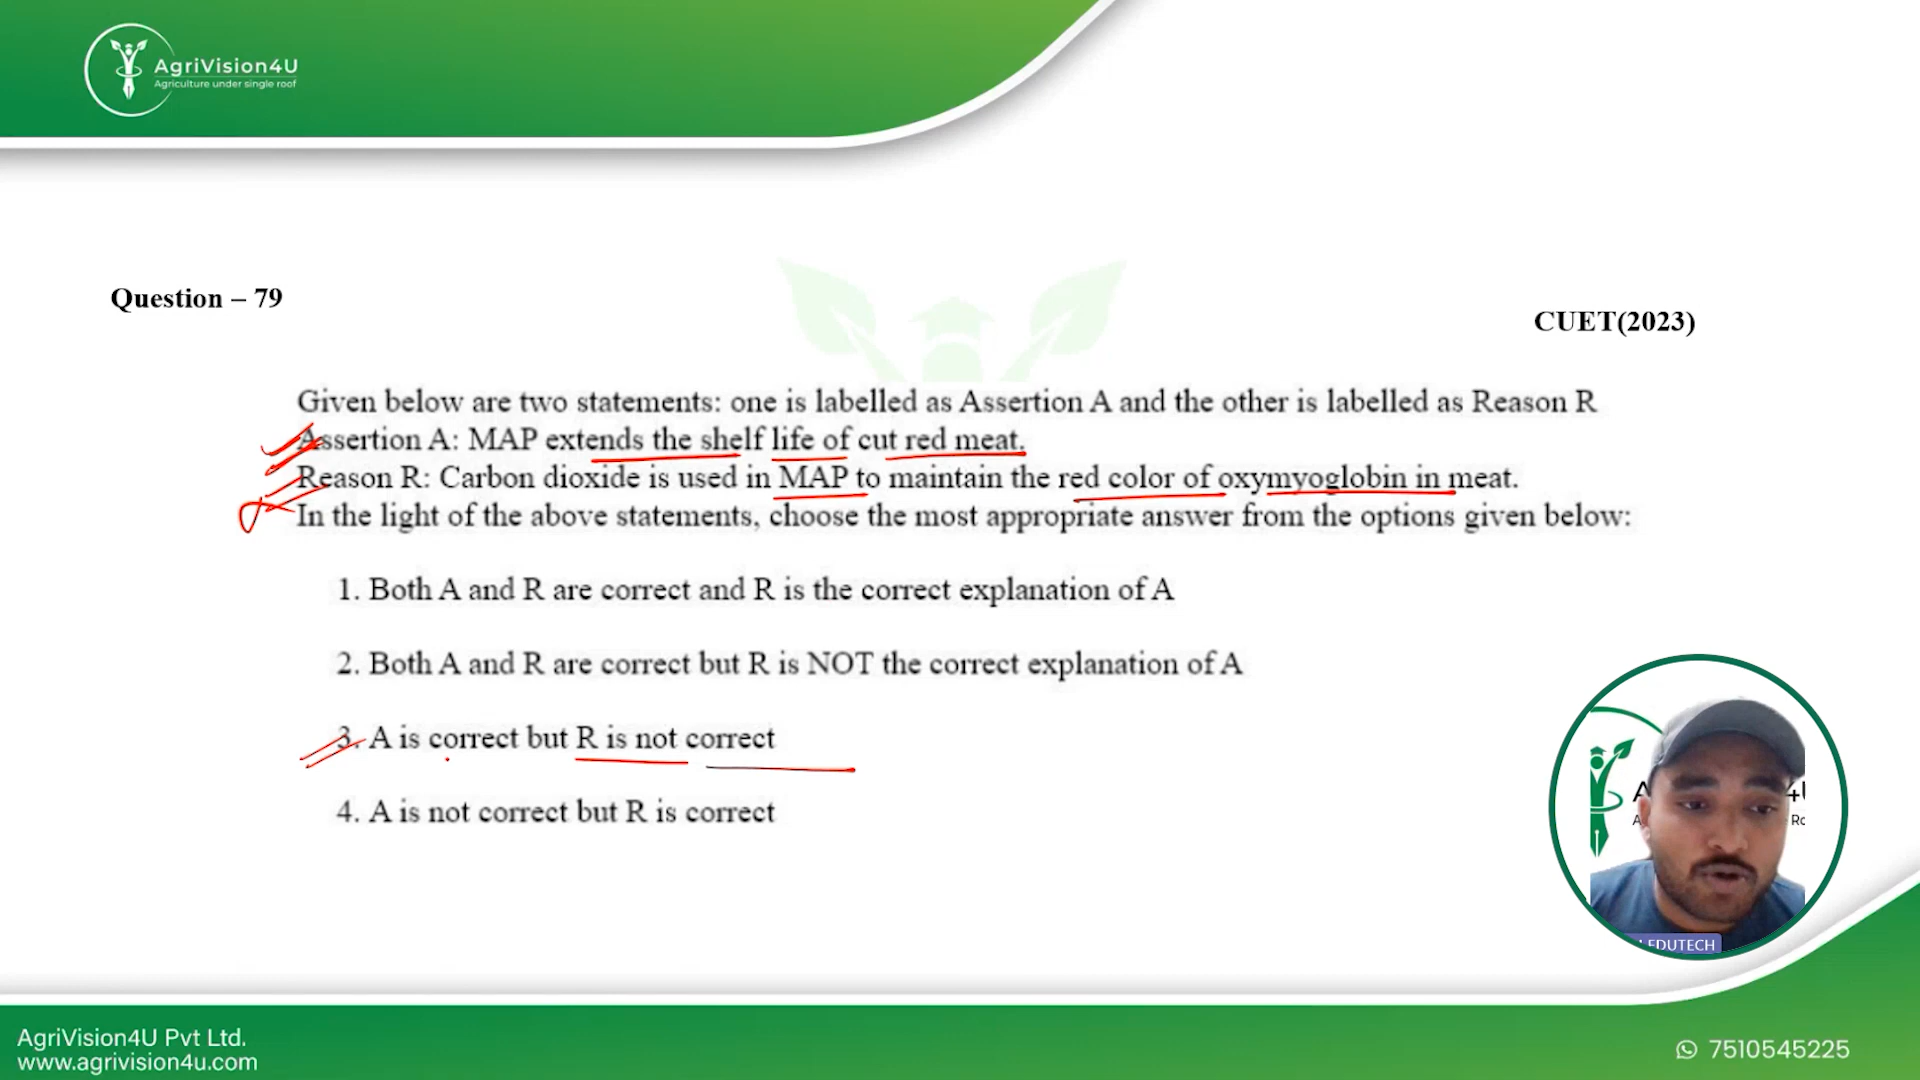 AgriVision4U
Agriculture under single roof
Question – 79
CUET(2023)
Given below are two statements: one is labelled as Assertion A and the other is labelled as Reason R
Assertion A: MAP extends the shelf life of cut red meat.
Reason R: Carbon dioxide is used in MAP to maintain the red color of oxymyoglobin in meat.
In the light of the above statements, choose the most appropriate answer from the options given below:
1. Both A and R are correct and R is the correct explanation of A
2. Both A and R are correct but R is NOT the correct explanation of A
3. A is correct but R is not correct
4. A is not correct but R is correct
EDUTECH
AgriVision4U Pvt Ltd.
www.agrivision4u.com
7510545225